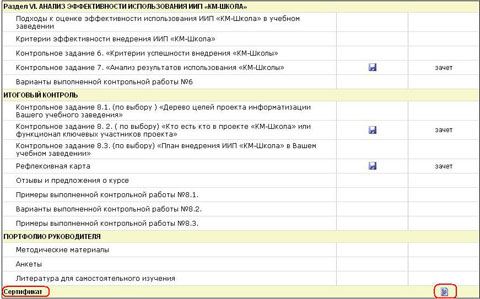 Раздел VI. АНАЛИЗ ЭФФЕКТИВНОСТИ ИСПОЛЬЗОВАНИЯ ИИП «КМ-ШКОЛА»
Подходы к оценке эффективности использования ИИП «КМ-Школа» в учебном
заведении
Критерии эффективности внедрения ИИП «КМ-Школа»
Контрольное задание 6. «Критерии успешности внедрения «КМ-Школы»
Контрольное задание 7. «Анализ результатов использования «КМ-Школы» зачет
Варианты выполненной контрольной работы №6
ИТОГОВЫЙ КОНТРОЛЬ
Контрольное задание 8.1. (по выбору ) «Дерево целей проекта информатизации
Вашего учебного заведения»
Контрольное задание 8. 2. ( по выбору) «Кто есть кто в проекте «КМ-Школа» или
функционал ключевых участников проекта» зачет
Контрольное задание 8.3. (по выбору) «План внедрения ИИП «КМ-Школа» в Вашем
учебном заведении»
Рефлексивная карта зачет
Отзывы и предложения о курсе
Примеры выполненной контрольной работы №8.1.
Варианты выполненной контрольной работы №8.2.
Примеры выполненной контрольной работы №8.3.
ПОРТФОЛИО РУКОВОДИТЕЛЯ
Методические материалы
Анкеты
Литература для самостоятельного изучения
Сертификат